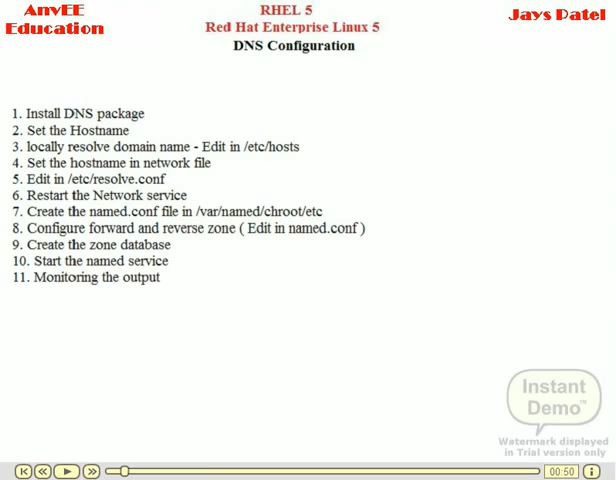 AnvEE
Education
RHEL 5
Red Hat Enterprise Linux 5
DNS Configuration
Jays Patel
1. Install DNS package
2. Set the Hostname
3. locally resolve domain name - Edit in /etc/hosts
4. Set the hostname in network file
5. Edit in /etc/resolve.conf
6. Restart the Network service
7. Create the named.conf file in /var/named/chroot/etc
8. Configure forward and reverse zone ( Edit in named.conf )
9. Create the zone database
10. Start the named service
11. Monitoring the output
Instant
Demo™
Watermark displayed
in Trial version only
00:50